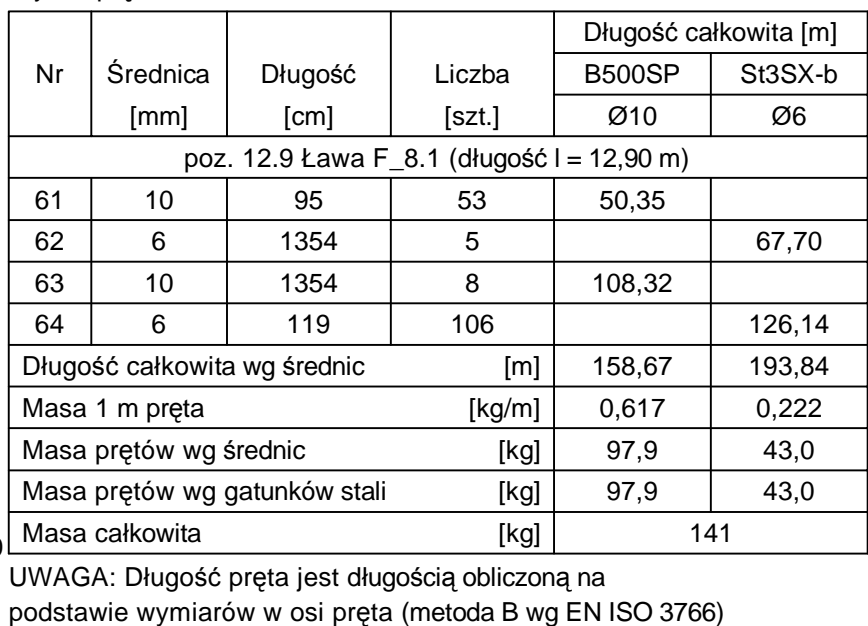 Długość całkowita [m]
Nr Średnica Długość Liczba B500SP St3SX-b
[mm] [cm] [szt.] Ø10 Ø6
poz. 12.9 Ława F_8.1 (długość l = 12,90 m)
61 10 95 53 50,35
62 6 1354 5 67,70
63 10 1354 8 108,32
64 6 119 106 126,14
Długość całkowita wg średnic [m] 158,67 193,84
Masa 1 m pręta [kg/m] 0,617 0,222
Masa prętów wg średnic [kg] 97,9 43,0
Masa prętów wg gatunków stali [kg] 97,9 43,0
Masa całkowita [kg] 141
UWAGA: Długość pręta jest długością obliczoną na
podstawie wymiarów w osi pręta (metoda B wg EN ISO 3766)